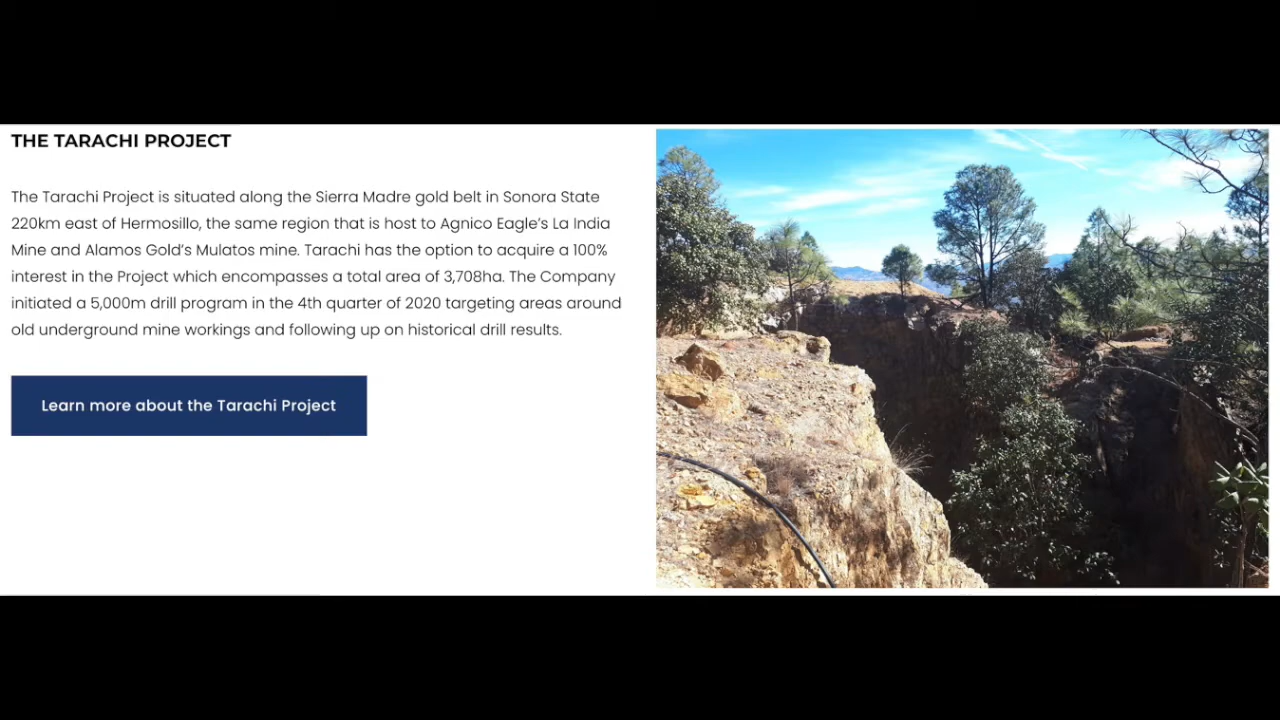 THE TARACHI PROJECT
The Tarachi Project is situated along the Sierra Madre gold belt in Sonora State
220km east of Hermosillo, the same region that is host to Agnico Eagle's La India
Mine and Alamos Gold's Mulatos mine. Tarachi has the option to acquire a 100%
interest in the Project which encompasses a total area of 3,708ha. The Company
initiated a 5,000m drill program in the 4th quarter of 2020 targeting areas around
old underground mine workings and following up on historical drill results.
Learn more about the Tarachi Project